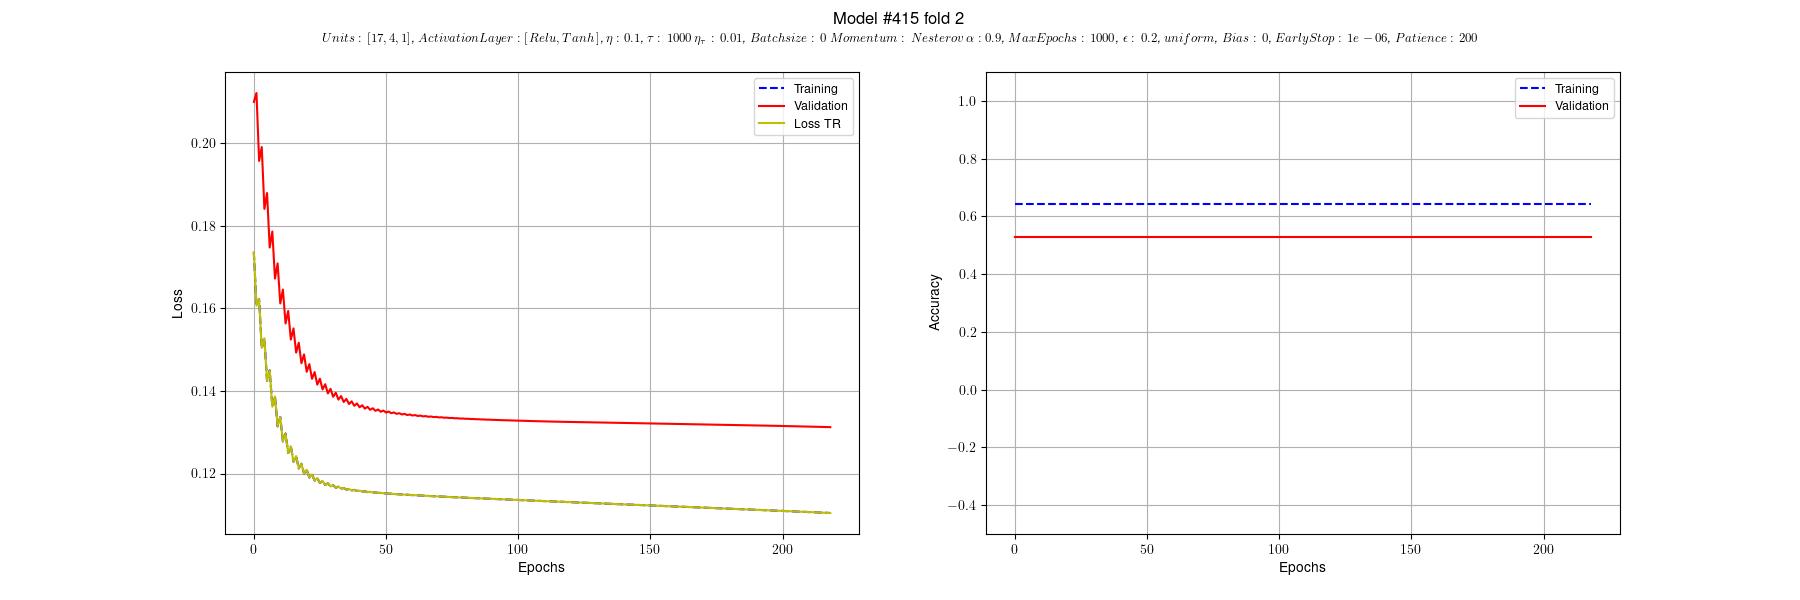 Model #415 fold 2
Units : [17, 4, 1], ActivationLayer : [Relu, Tanh], η : 0.1, τ : 1000 ητ : 0.01, Batchsize : 0 Momentum : Nesterov α : 0.9, MaxEpochs : 1000, ϵ : 0.2, uniform, Bias : 0, EarlyStop : 1e − 06, Patience : 200
Training
Validation
Loss TR
0.20
0.18
0.16
0.14
0.12
Loss
0 50 100 150 200
Epochs
Training
Validation
1.0
0.8
0.6
0.4
0.2
0.0
−0.2
−0.4
Accuracy
0 50 100 150 200
Epochs